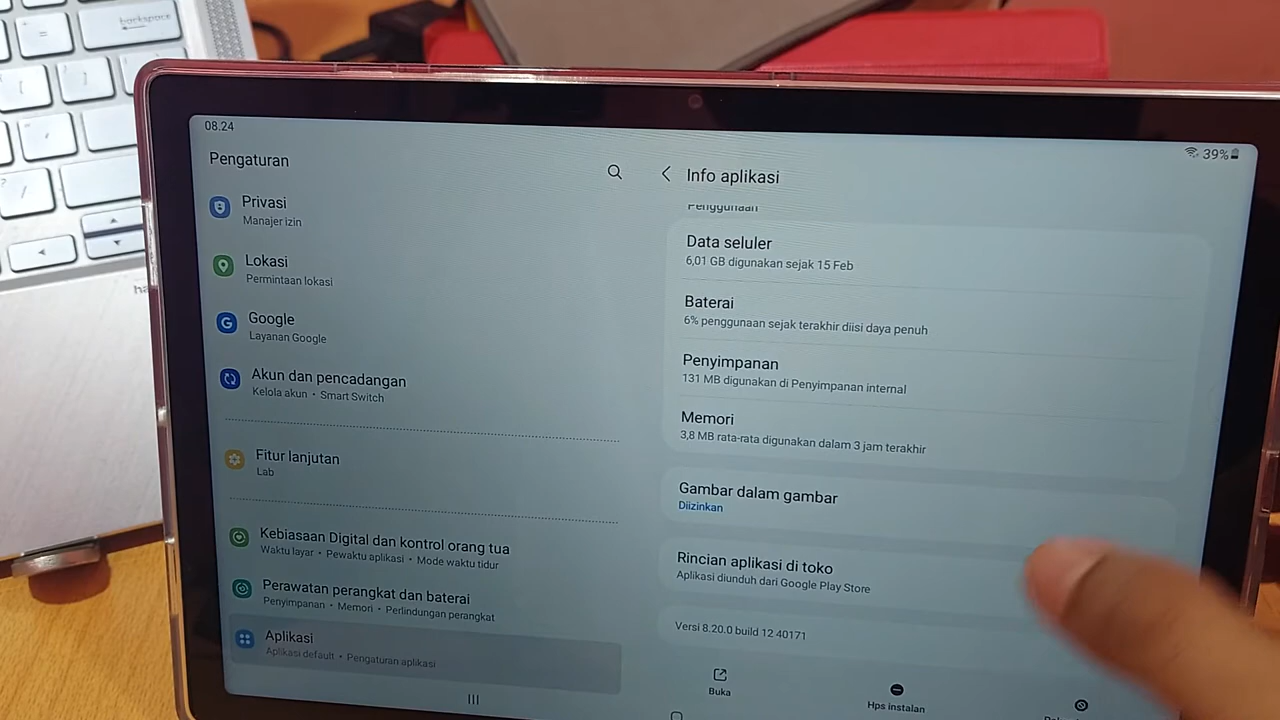 backspace
08.24
39%
Pengaturan
Privasi
Manajer izin
Lokasi
Permintaan lokasi
Google
Layanan Google
Akun dan pencadangan
Kelola akun • Smart Switch
Fitur lanjutan
Lab
Kebiasaan Digital dan kontrol orang tua
Waktu layar • Pewaktu aplikasi • Mode waktu tidur
Perawatan perangkat dan baterai
Penyimpanan • Memori • Perlindungan perangkat
Aplikasi
Aplikasi default • Pengaturan aplikasi
Info aplikasi
Penggunaan
Data seluler
6,01 GB digunakan sejak 15 Feb
Baterai
6% penggunaan sejak terakhir diisi daya penuh
Penyimpanan
131 MB digunakan di Penyimpanan internal
Memori
3,8 MB rata-rata digunakan dalam 3 jam terakhir
Gambar dalam gambar
Diizinkan
Rincian aplikasi di toko
Aplikasi diunduh dari Google Play Store
Versi 8.20.0 build 12 40171
Buka
Hps instalan